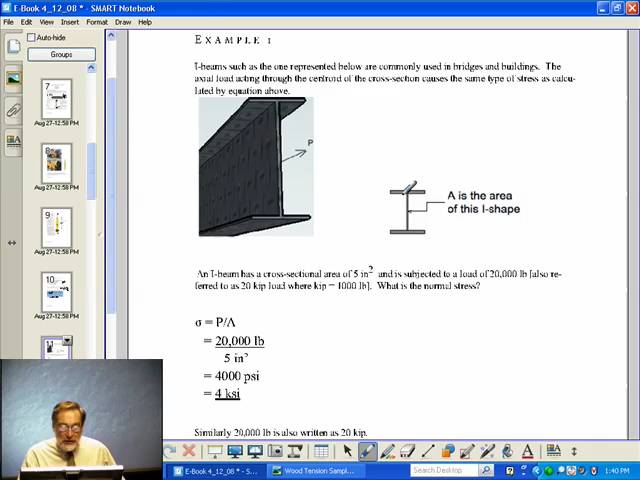 E-Book 4_12_08 * - SMART Notebook
File Edit View Insert Format Draw Help
Auto-hide
Groups
7
Aug 27-12:58 PM
8
Aug 27-12:58 PM
9
Aug 27-12:58 PM
10
Aug 27-12:58 PM
11
EXAMPLE 1
I-beams such as the one represented below are commonly used in bridges and buildings. The
axial load acting through the centroid of the cross-section causes the same type of stress as calcu-
lated by equation above.
P
A is the area
of this I-shape
An I-beam has a cross-sectional area of 5 in² and is subjected to a load of 20,000 lb [also re-
ferred to as 20 kip load where kip = 1000 lb]. What is the normal stress?
σ = P/A
= 20,000 lb
5 in²
= 4000 psi
= 4 ksi
Similarly 20,000 lb is also written as 20 kip.
E-Book 4_12_08 * - S...
Wood Tension Sampl...
Search Desktop
1:40 PM